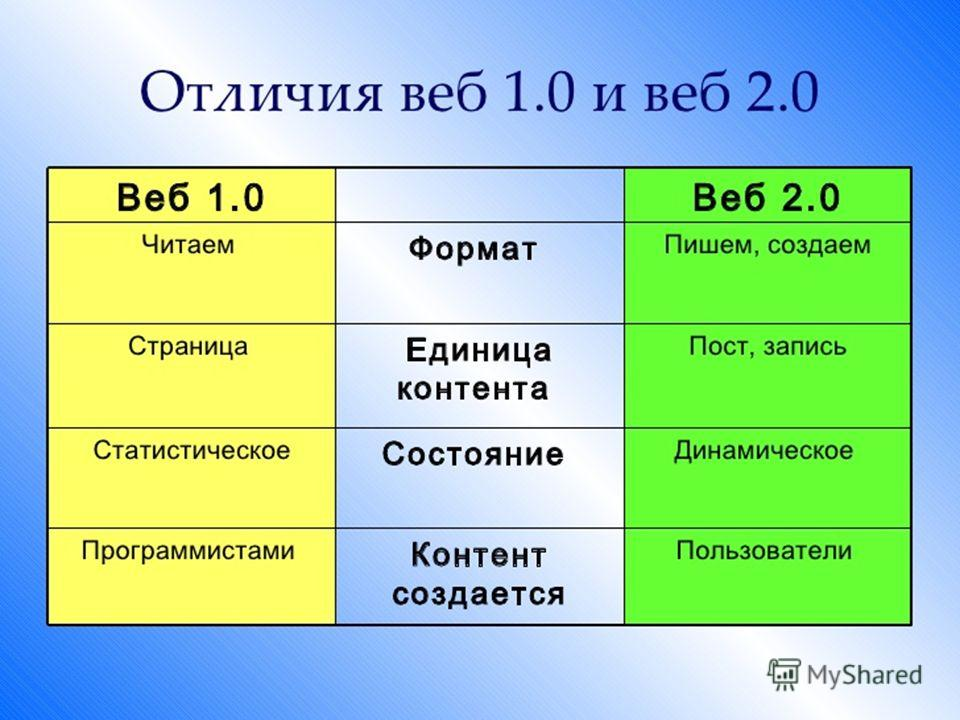 Отличия веб 1.0 и веб 2.0
Веб 1.0
Веб 2.0
Читаем
Формат
Пишем, создаем
Страница
Единица
контента
Пост, запись
Статистическое
Состояние
Динамическое
Программистами
Контент
создается
Пользователи
MyShared